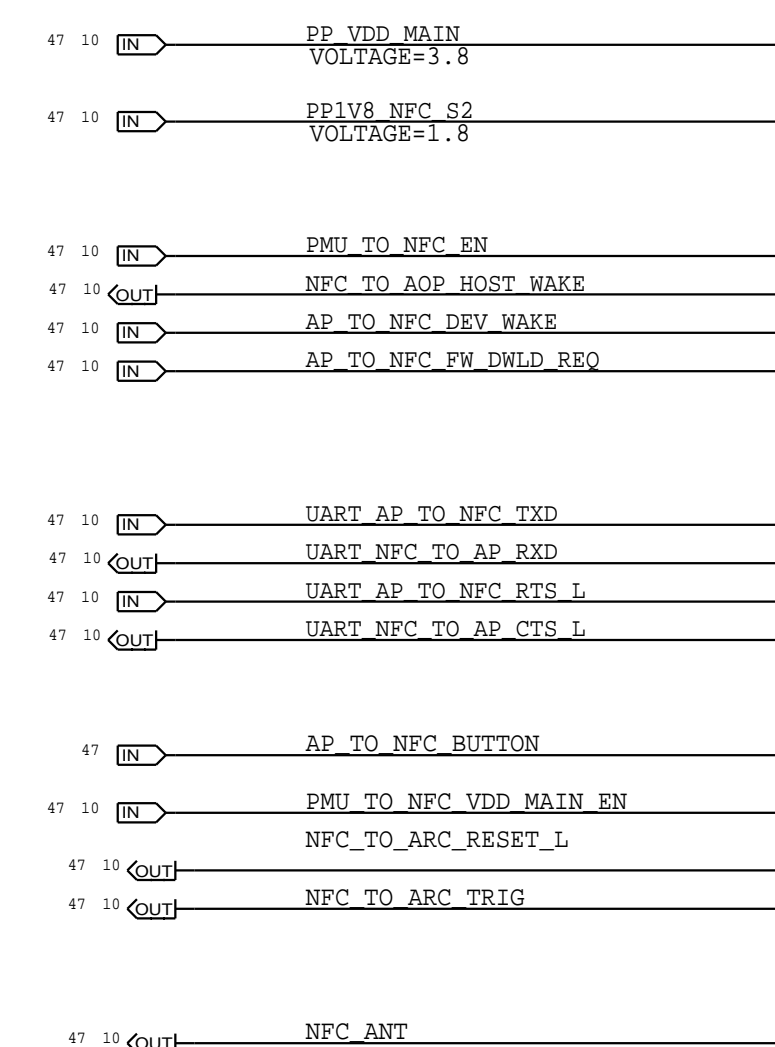 47 10 IN PP_VDD_MAIN
VOLTAGE=3.8
47 10 IN PP1V8_NFC_S2
VOLTAGE=1.8
47 10 IN PMU_TO_NFC_EN
47 10 OUT NFC_TO_AOP_HOST_WAKE
47 10 IN AP_TO_NFC_DEV_WAKE
47 10 IN AP_TO_NFC_FW_DWLD_REQ
47 10 IN UART_AP_TO_NFC_TXD
47 10 OUT UART_NFC_TO_AP_RXD
47 10 IN UART_AP_TO_NFC_RTS_L
47 10 OUT UART_NFC_TO_AP_CTS_L
47 IN AP_TO_NFC_BUTTON
47 10 IN PMU_TO_NFC_VDD_MAIN_EN
NFC_TO_ARC_RESET_L
47 10 OUT
47 10 OUT NFC_TO_ARC_TRIG
47 10 OUT NFC_ANT